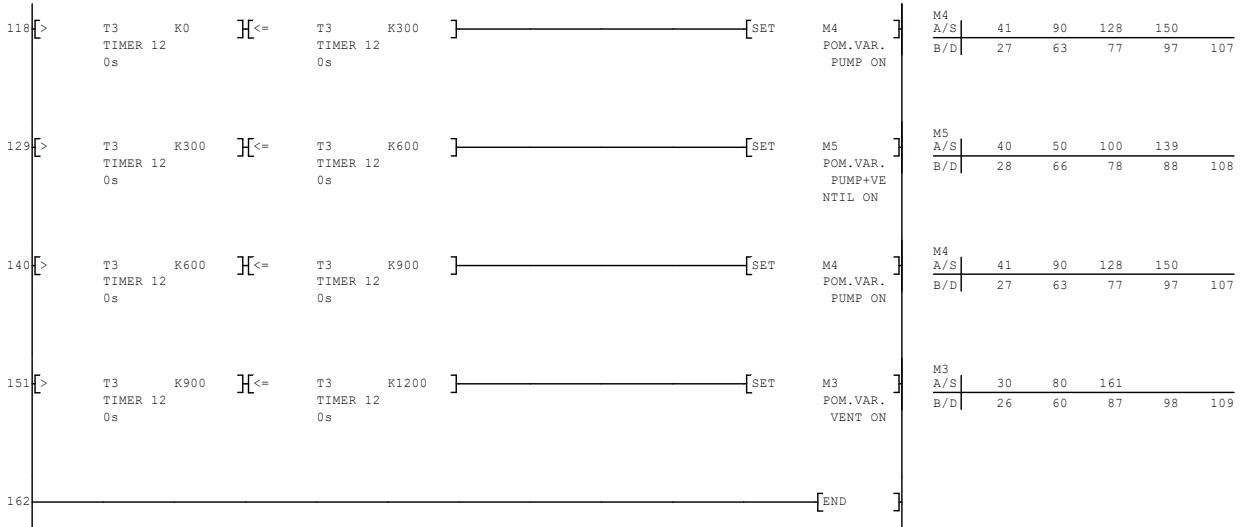 M4
118 > T3 K0 <= T3 K300 SET M4 A/S 41 90 128 150
TIMER 12 TIMER 12 POM.VAR. B/D 27 63 77 97 107
0s 0s PUMP ON
M5
129 > T3 K300 <= T3 K600 SET M5 A/S 40 50 100 139
TIMER 12 TIMER 12 POM.VAR. B/D 28 66 78 88 108
0s 0s PUMP+VE
NTIL ON
M4
140 > T3 K600 <= T3 K900 SET M4 A/S 41 90 128 150
TIMER 12 TIMER 12 POM.VAR. B/D 27 63 77 97 107
0s 0s PUMP ON
M3
151 > T3 K900 <= T3 K1200 SET M3 A/S 30 80 161
TIMER 12 TIMER 12 POM.VAR. B/D 26 60 87 98 109
0s 0s VENT ON
162 END